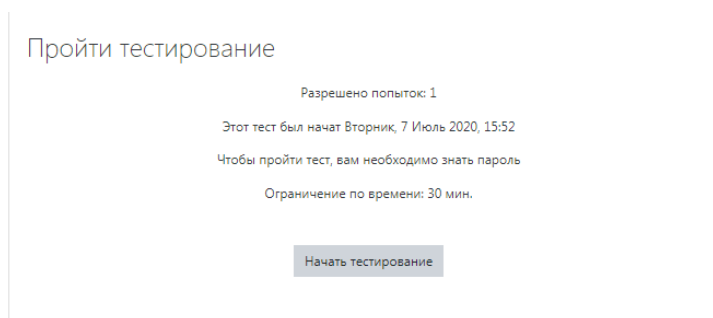 Пройти тестирование
Разрешено попыток: 1
Этот тест был начат Вторник, 7 Июль 2020, 15:52
Чтобы пройти тест, вам необходимо знать пароль
Ограничение по времени: 30 мин.
Начать тестирование